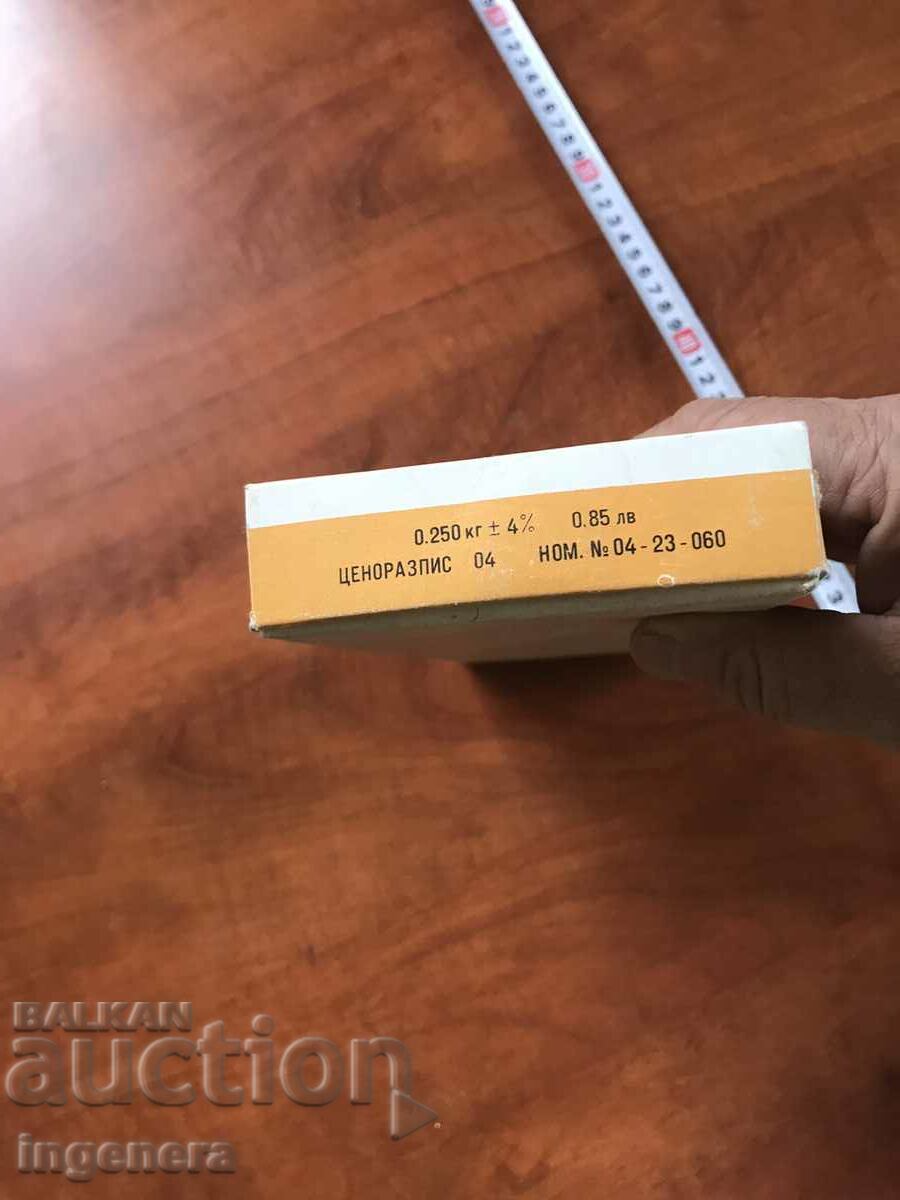 0.250 кг ± 4% 0.85 лв
ЦЕНОРАЗПИС 04 НОМ. № 04-23-060
BALKAN
auction
ingenera